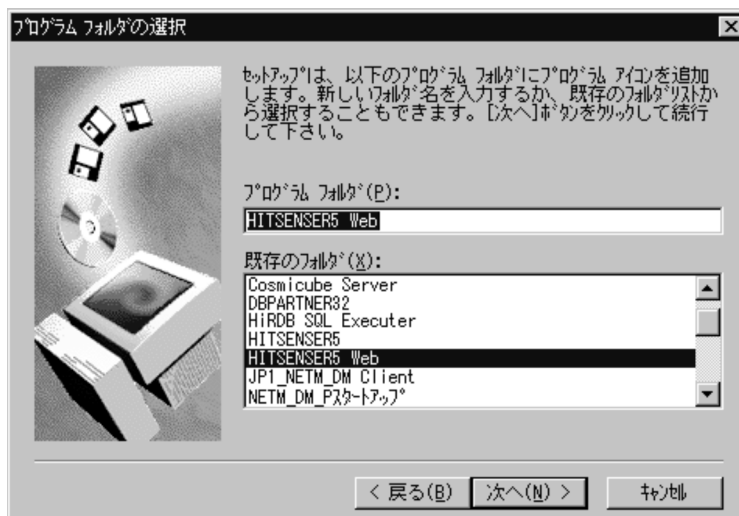 ﾌﾟﾛｸﾞﾗﾑ ﾌｫﾙﾀﾞの選択
ｾｯﾄｱｯﾌﾟは、以下のﾌﾟﾛｸﾞﾗﾑ ﾌｫﾙﾀﾞにﾌﾟﾛｸﾞﾗﾑ ｱｲｺﾝを追加
します。新しいﾌｫﾙﾀﾞ名を入力するか、既存のﾌｫﾙﾀﾞﾘｽﾄか
ら選択することもできます。[次へ]ﾎﾞﾀﾝをｸﾘｯｸして続行
して下さい。
ﾌﾟﾛｸﾞﾗﾑ ﾌｫﾙﾀﾞ(P):
HITSENSER5 Web
既存のﾌｫﾙﾀﾞ(X):
Cosmicube Server
DBPARTNER32
HiRDB SQL Executer
HITSENSER5
HITSENSER5 Web
JP1_NETM_DM Client
NETM_DM_Pｽﾀｰﾄｱｯﾌﾟ
< 戻る(B)
次へ(N) >
ｷｬﾝｾﾙ